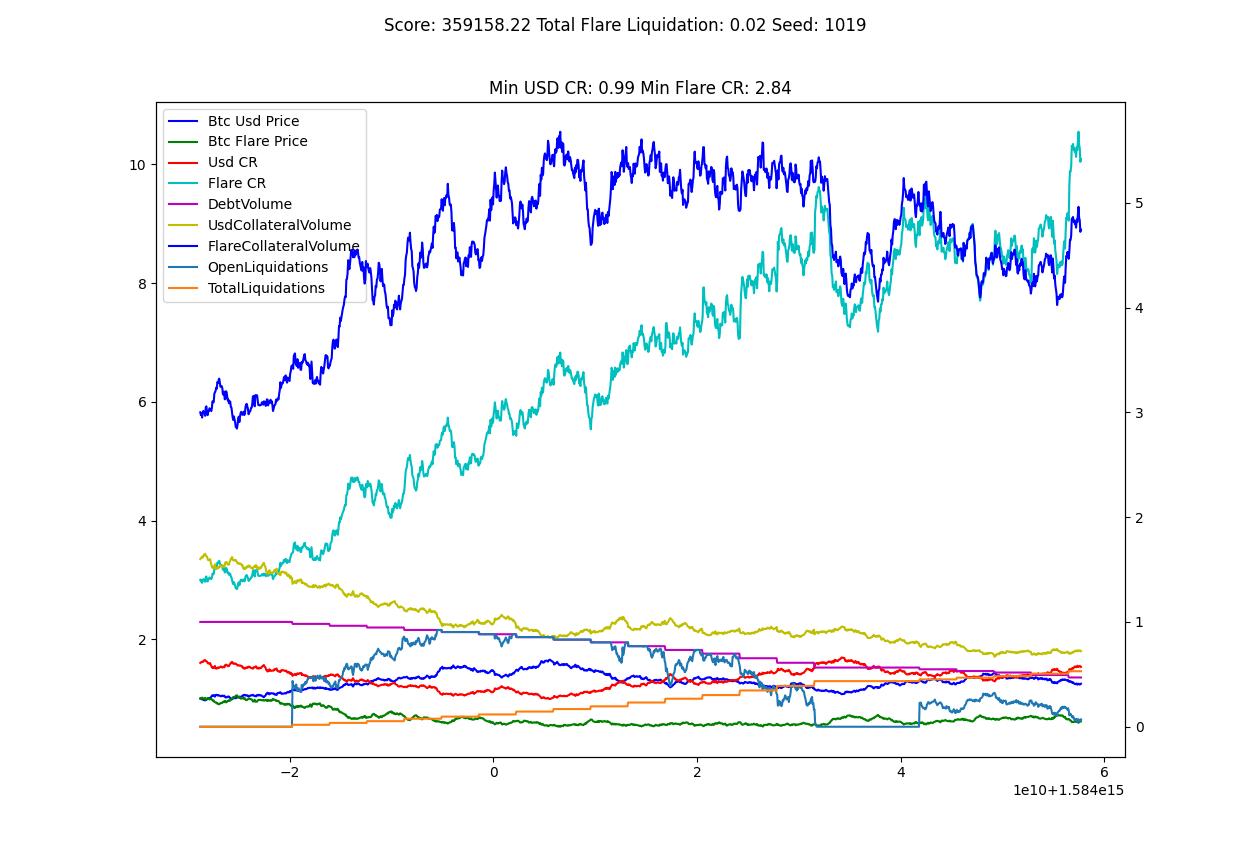 Score: 359158.22 Total Flare Liquidation: 0.02 Seed: 1019
Min USD CR: 0.99 Min Flare CR: 2.84
Btc Usd Price
Btc Flare Price
Usd CR
Flare CR
DebtVolume
UsdCollateralVolume
FlareCollateralVolume
OpenLiquidations
TotalLiquidations
10
8
6
4
2
5
4
3
2
1
0
−2
0
2
4
6
1e10+1.584e15